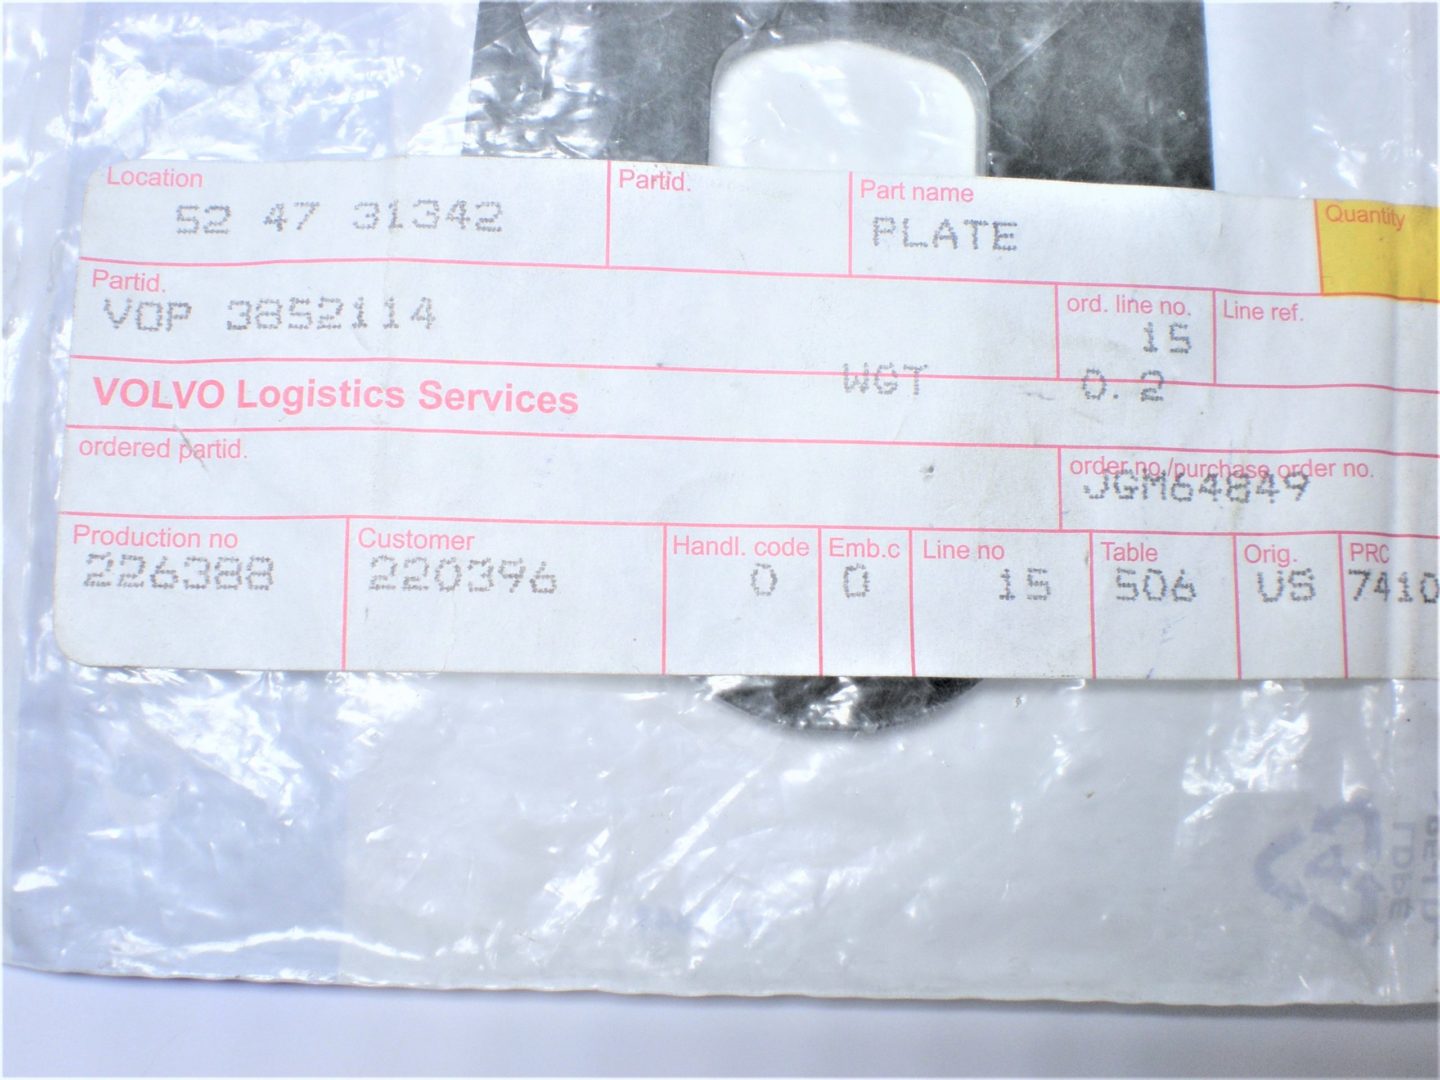 Location
Partid.
Part name
Quantity
52 47 31342
PLATE
Partid.
ord. line no.
Line ref.
VOP 3852114
15
WGT 0.2
VOLVO Logistics Services
ordered partid.
order no./purchase order no.
JGM64849
Production no
Customer
Handl. code
Emb.c
Line no
Table
Orig.
PRC
226388
220396
0
0
15
506
US
7410
4
LDPE